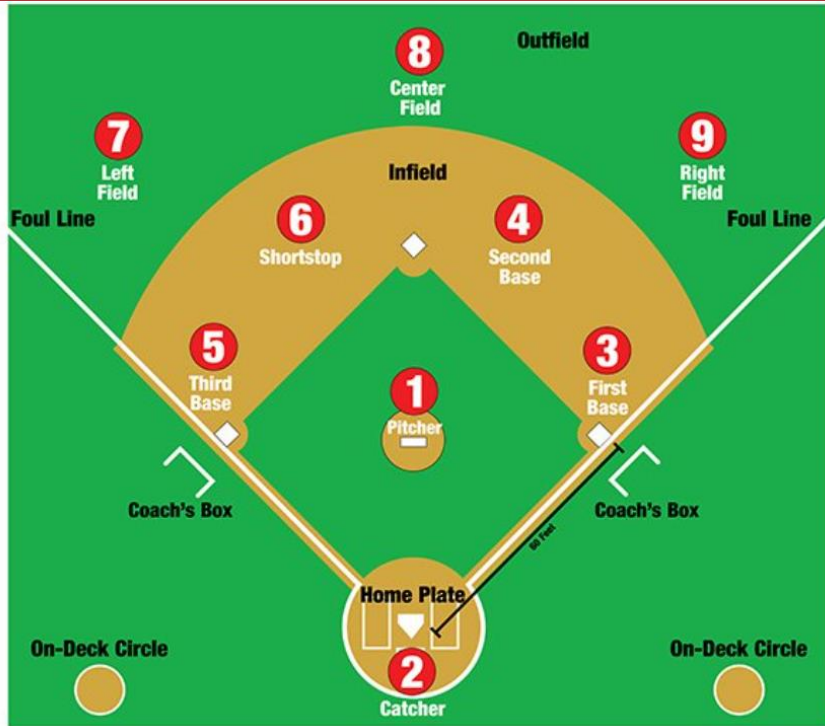 8
Center
Field
Outfield
7
Left
Field
9
Right
Field
Infield
Foul Line
Foul Line
6
Shortstop
4
Second
Base
5
Third
Base
3
First
Base
1
Pitcher
Coach's Box
Coach's Box
60 Feet
Home Plate
On-Deck Circle
On-Deck Circle
2
Catcher